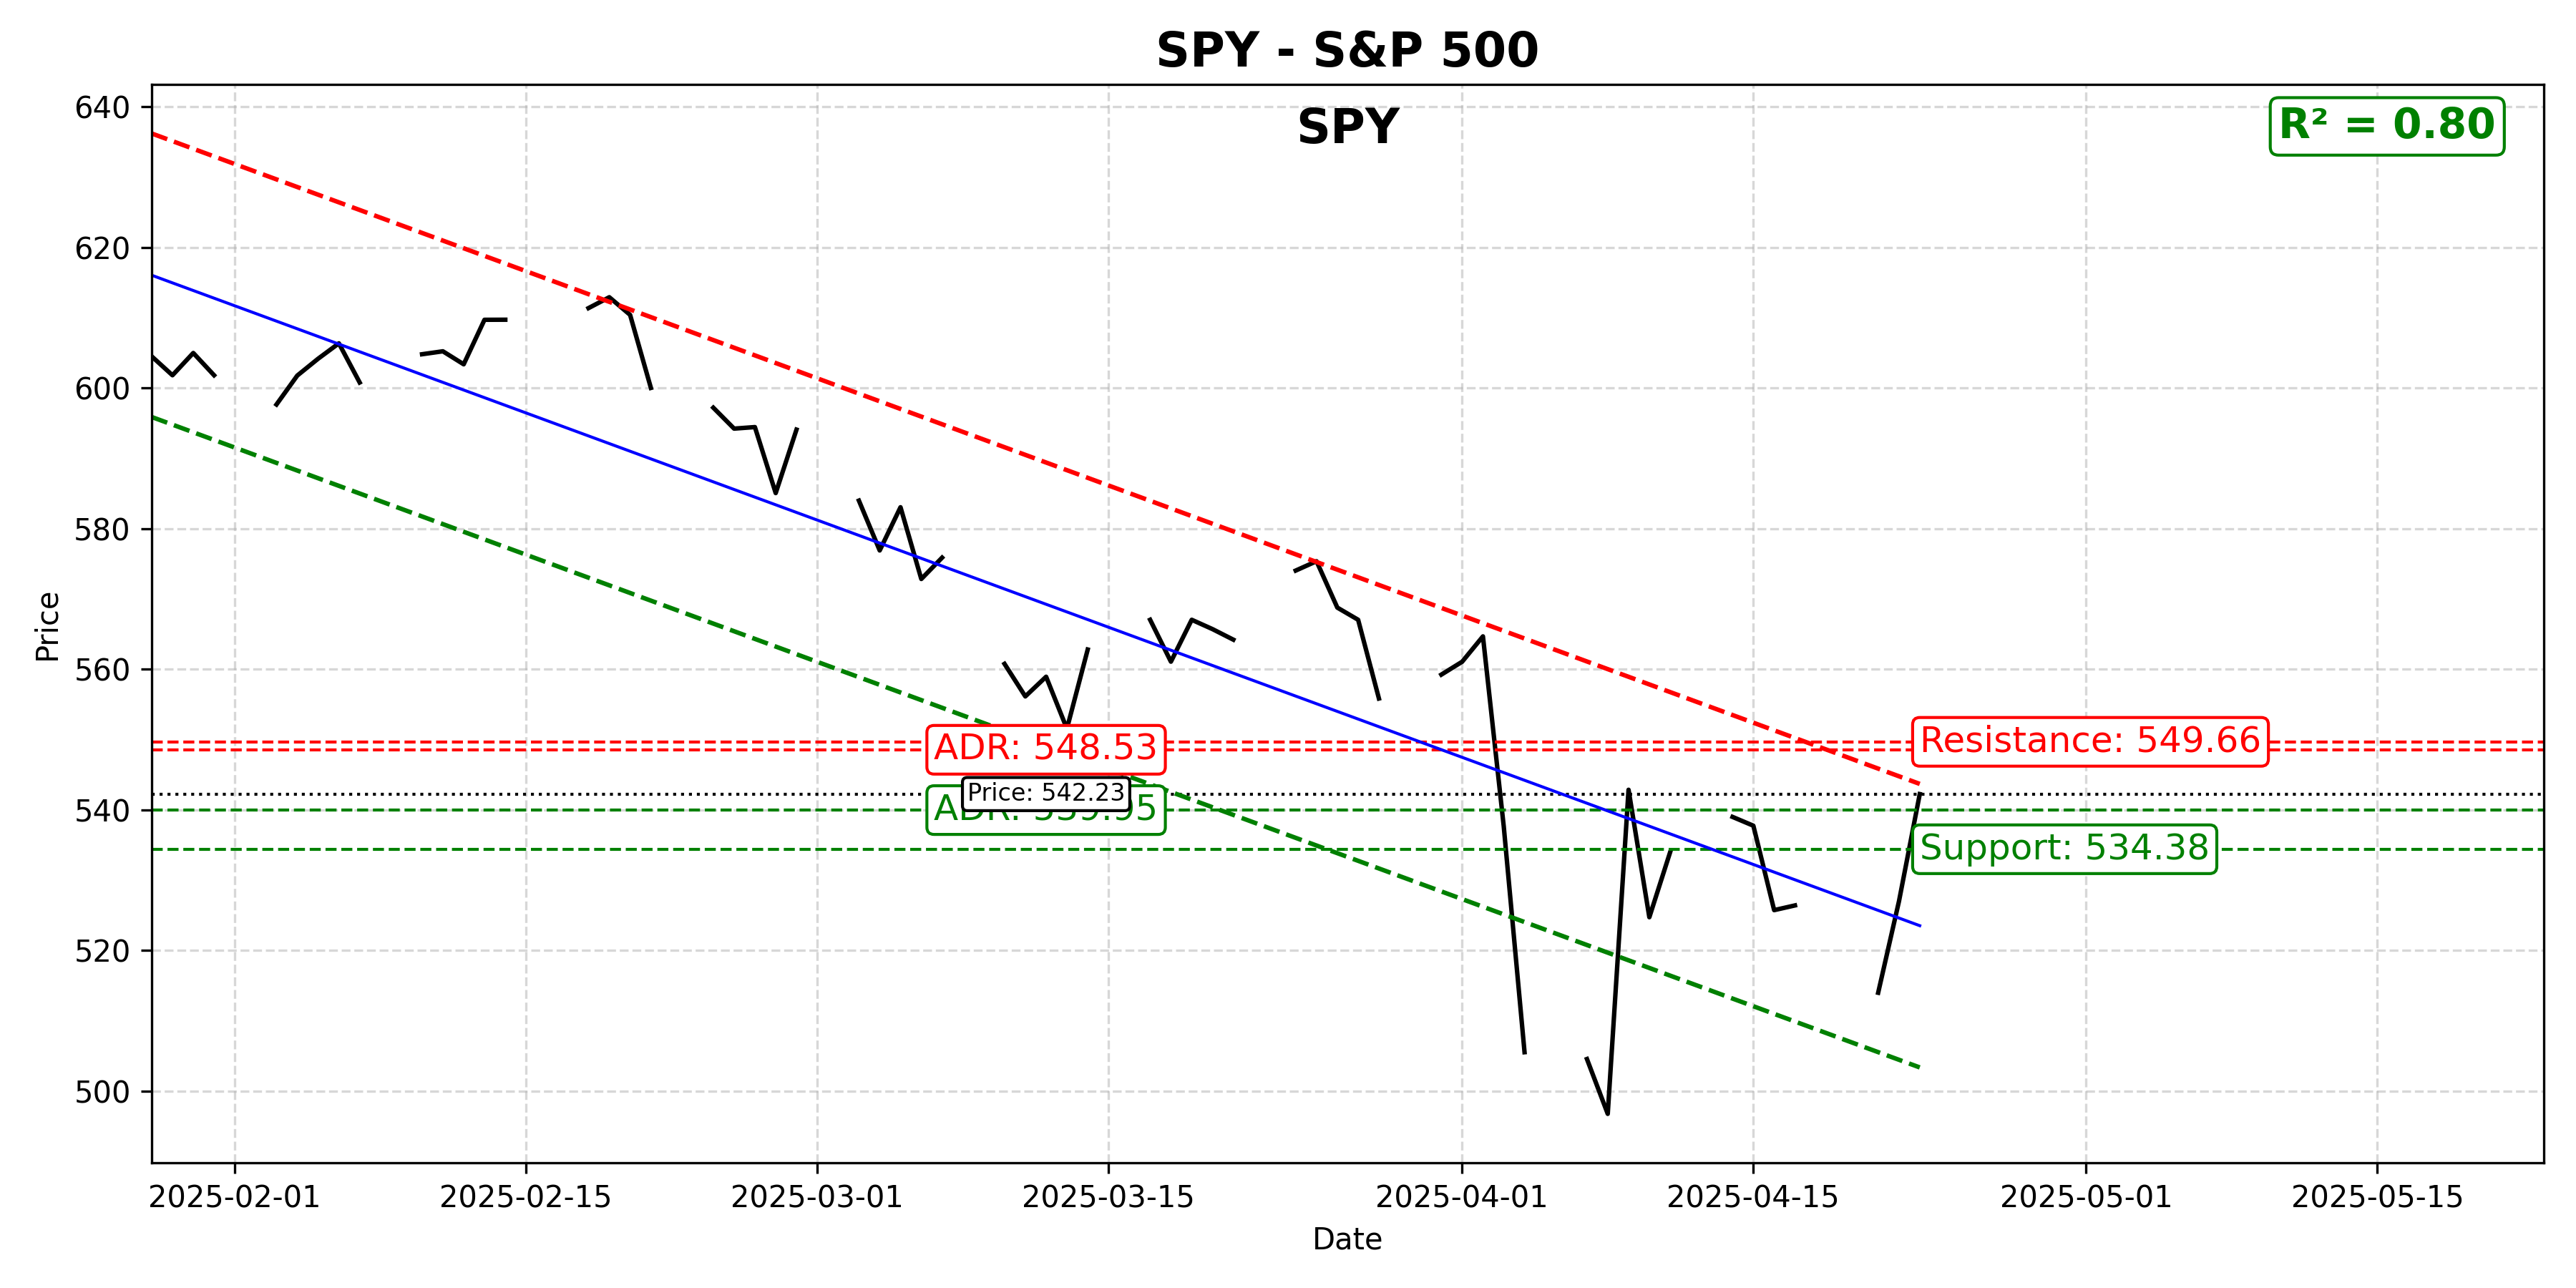 SPY - S&P 500
SPY
R² = 0.80
640
620
600
580
560
540
520
500
Price
ADR: 548.53
Resistance: 549.66
Price: 542.23
Support: 534.38
2025-02-01
2025-02-15
2025-03-01
2025-03-15
2025-04-01
2025-04-15
2025-05-01
2025-05-15
Date